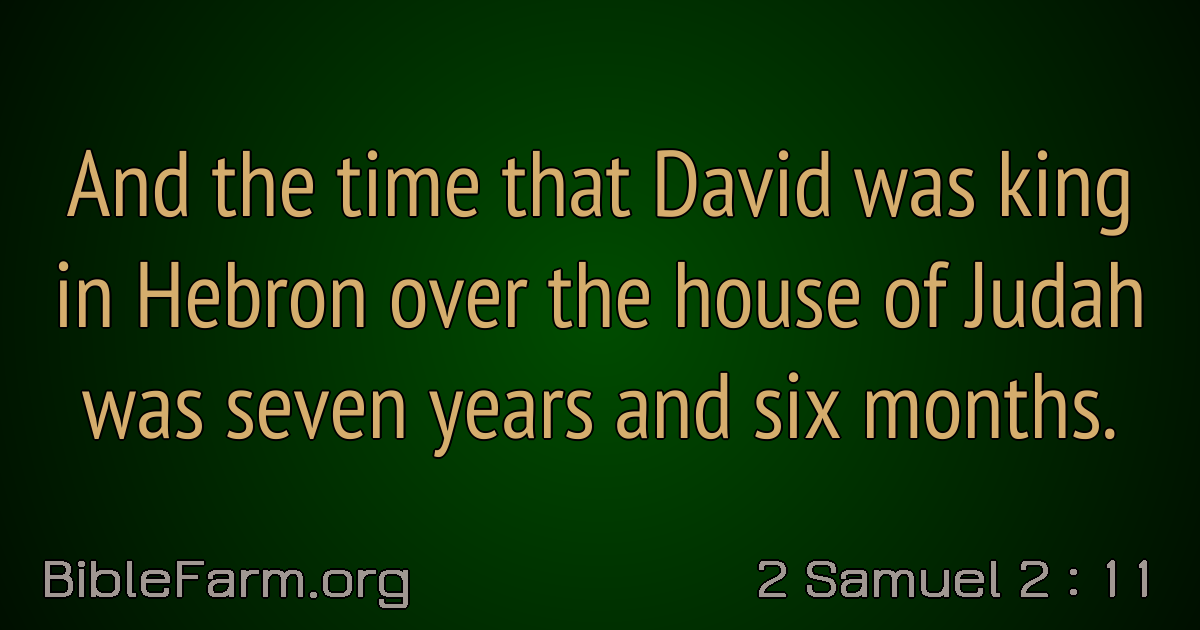 And the time that David was king
in Hebron over the house of Judah
was seven years and six months.
BibleFarm.org
2 Samuel 2 : 11